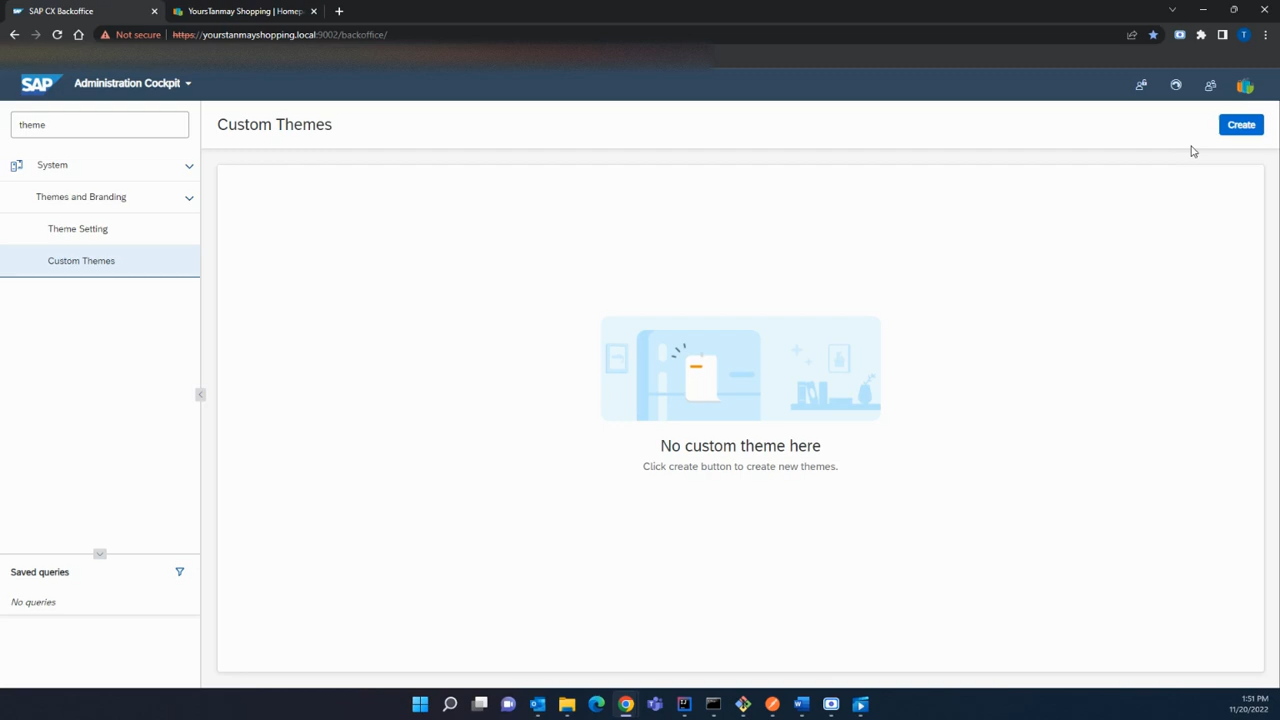 SAP CX Backoffice
YoursTanmay Shopping | Homep
Not secure
https://yourstanmayshopping.local:9002/backoffice/
T
SAP
Administration Cockpit
theme
Custom Themes
Create
System
Themes and Branding
Theme Setting
Custom Themes
No custom theme here
Click create button to create new themes.
Saved queries
No queries
1:51 PM
11/20/2022